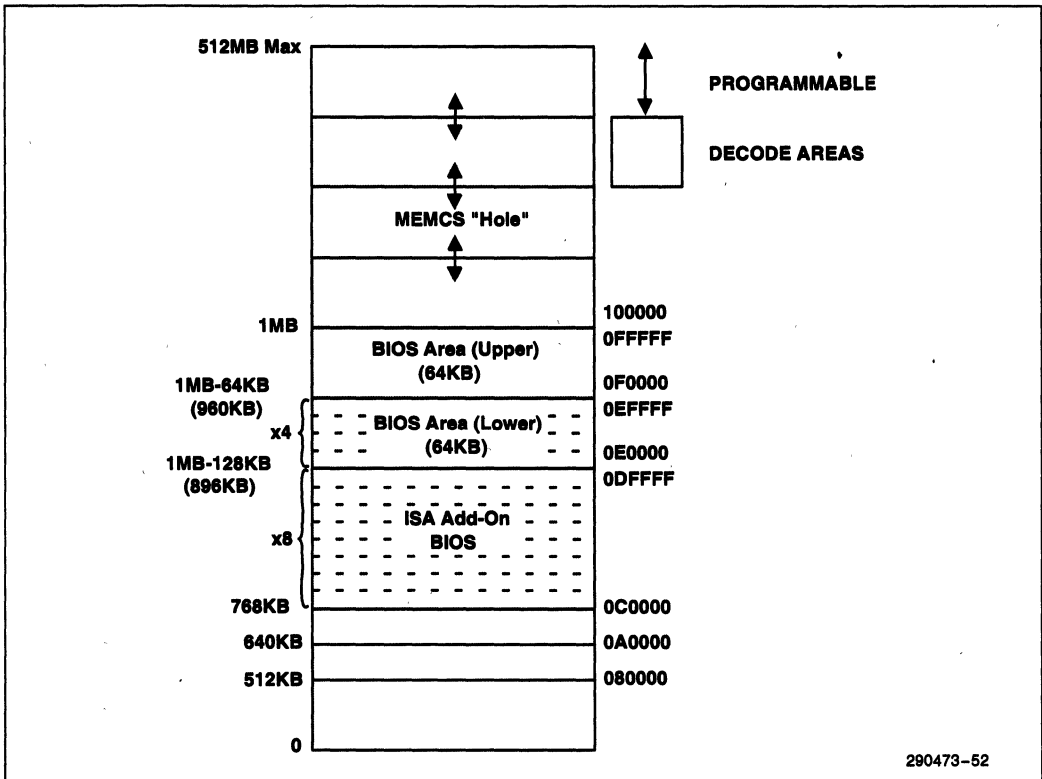 512MB Max
PROGRAMMABLE
DECODE AREAS
MEMCS "Hole"
1MB
100000
0FFFFF
BIOS Area (Upper)
(64KB)
1MB-64KB
(960KB)
0F0000
0EFFFF
x4
BIOS Area (Lower)
(64KB)
0E0000
1MB-128KB
(896KB)
0DFFFF
x8
ISA Add-On
BIOS
768KB
0C0000
640KB
0A0000
512KB
080000
0
290473-52